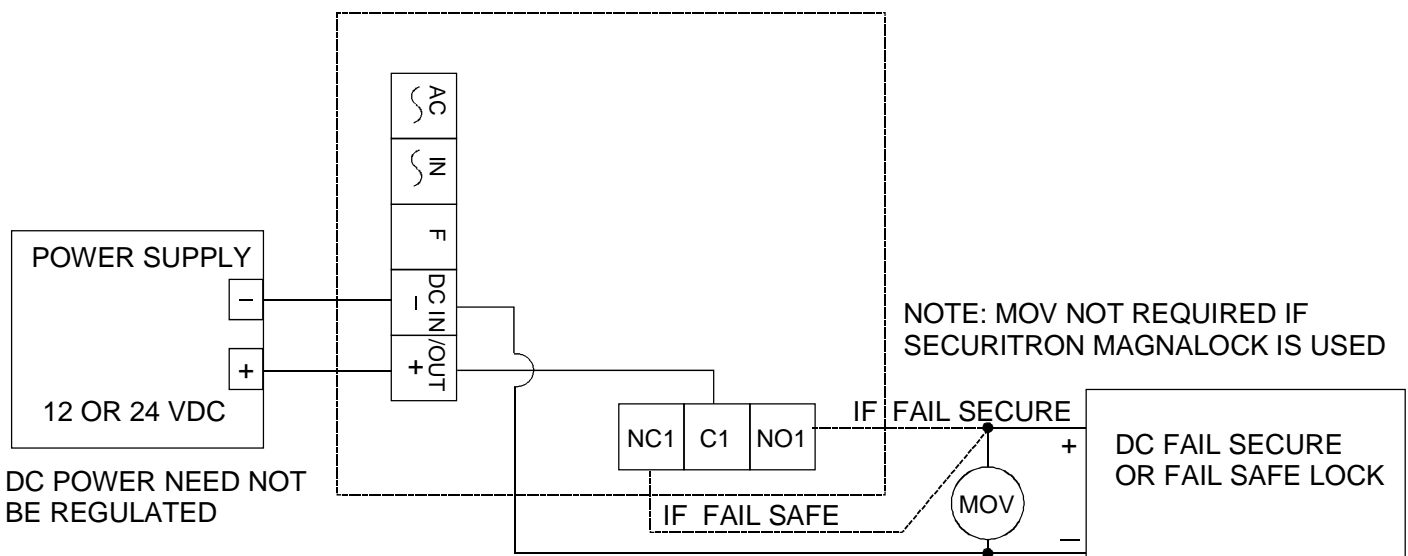 AC
IN
F
DC IN/OUT
−
+
POWER SUPPLY
−
+
12 OR 24 VDC
DC POWER NEED NOT
BE REGULATED
NC1 C1 NO1
IF FAIL SECURE
IF FAIL SAFE
NOTE: MOV NOT REQUIRED IF
SECURITRON MAGNALOCK IS USED
MOV
+
−
DC FAIL SECURE
OR FAIL SAFE LOCK